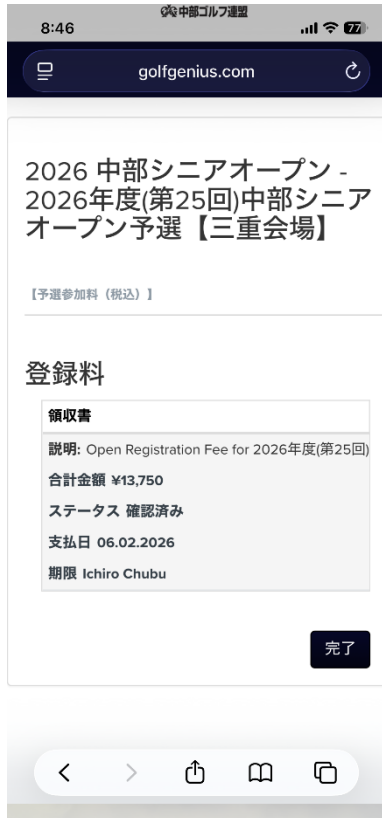 中部ゴルフ連盟
8:46
77
golfgenius.com
2026 中部シニアオープン -
2026年度(第25回)中部シニア
オープン予選【三重会場】
【予選参加料（税込）】
登録料
領収書
説明: Open Registration Fee for 2026年度(第25回)
合計金額 ¥13,750
ステータス 確認済み
支払日 06.02.2026
期限 Ichiro Chubu
完了